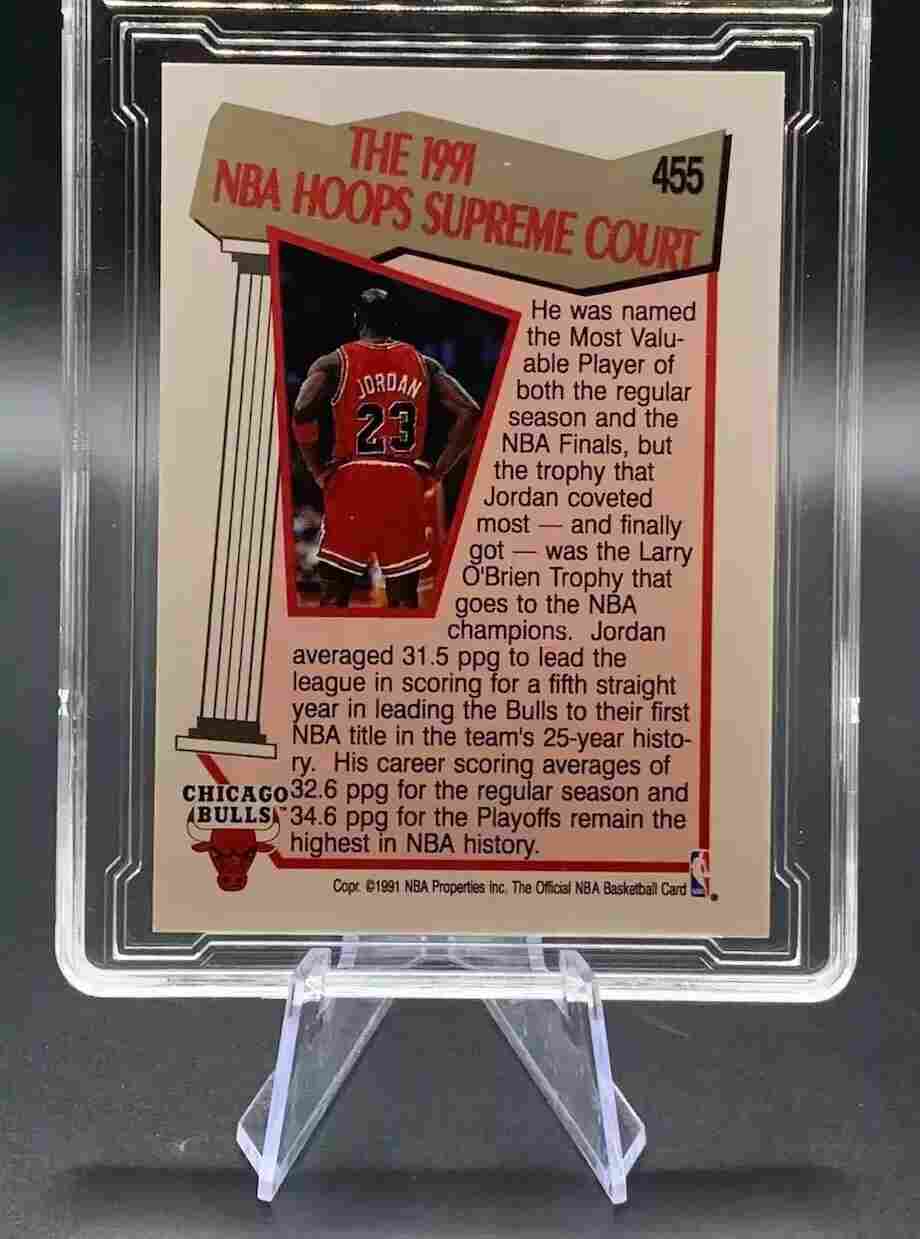 THE 1991
NBA HOOPS SUPREME COURT
455
JORDAN
23
He was named
the Most Valu-
able Player of
both the regular
season and the
NBA Finals, but
the trophy that
Jordan coveted
most — and finally
got — was the Larry
O'Brien Trophy that
goes to the NBA
champions. Jordan
averaged 31.5 ppg to lead the
league in scoring for a fifth straight
year in leading the Bulls to their first
NBA title in the team's 25-year histo-
ry. His career scoring averages of
32.6 ppg for the regular season and
34.6 ppg for the Playoffs remain the
highest in NBA history.
CHICAGO
BULLS
Copr. ©1991 NBA Properties Inc. The Official NBA Basketball Card